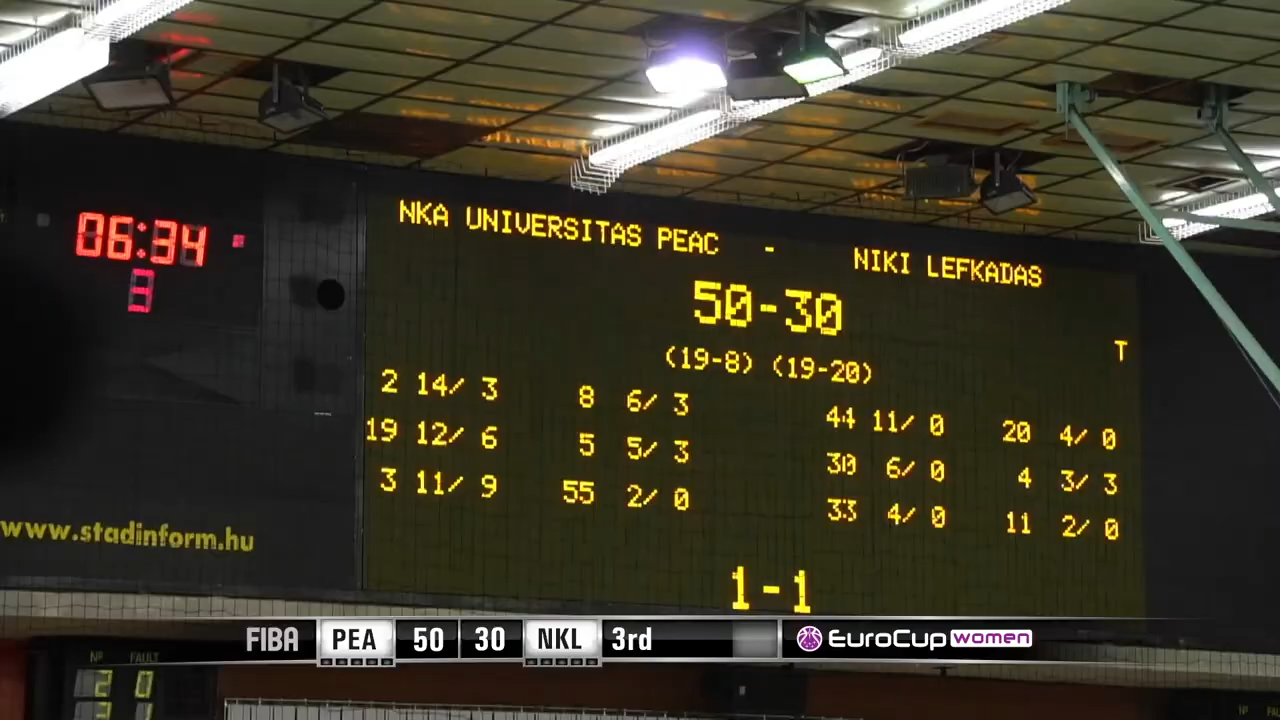 NKA UNIVERSITAS PEAC - NIKI LEFKADAS
06:34
3
50-30
T
(19-8) (19-20)
2 14/ 3 8 6/ 3 44 11/ 0 20 4/ 0
19 12/ 6 5 5/ 3 30 6/ 0 4 3/ 3
3 11/ 9 55 2/ 0 33 4/ 0 11 2/ 0
www.stadinform.hu
1-1
FIBA PEA 50 30 NKL 3rd EUROCUP women
Nº FAULT
2 0